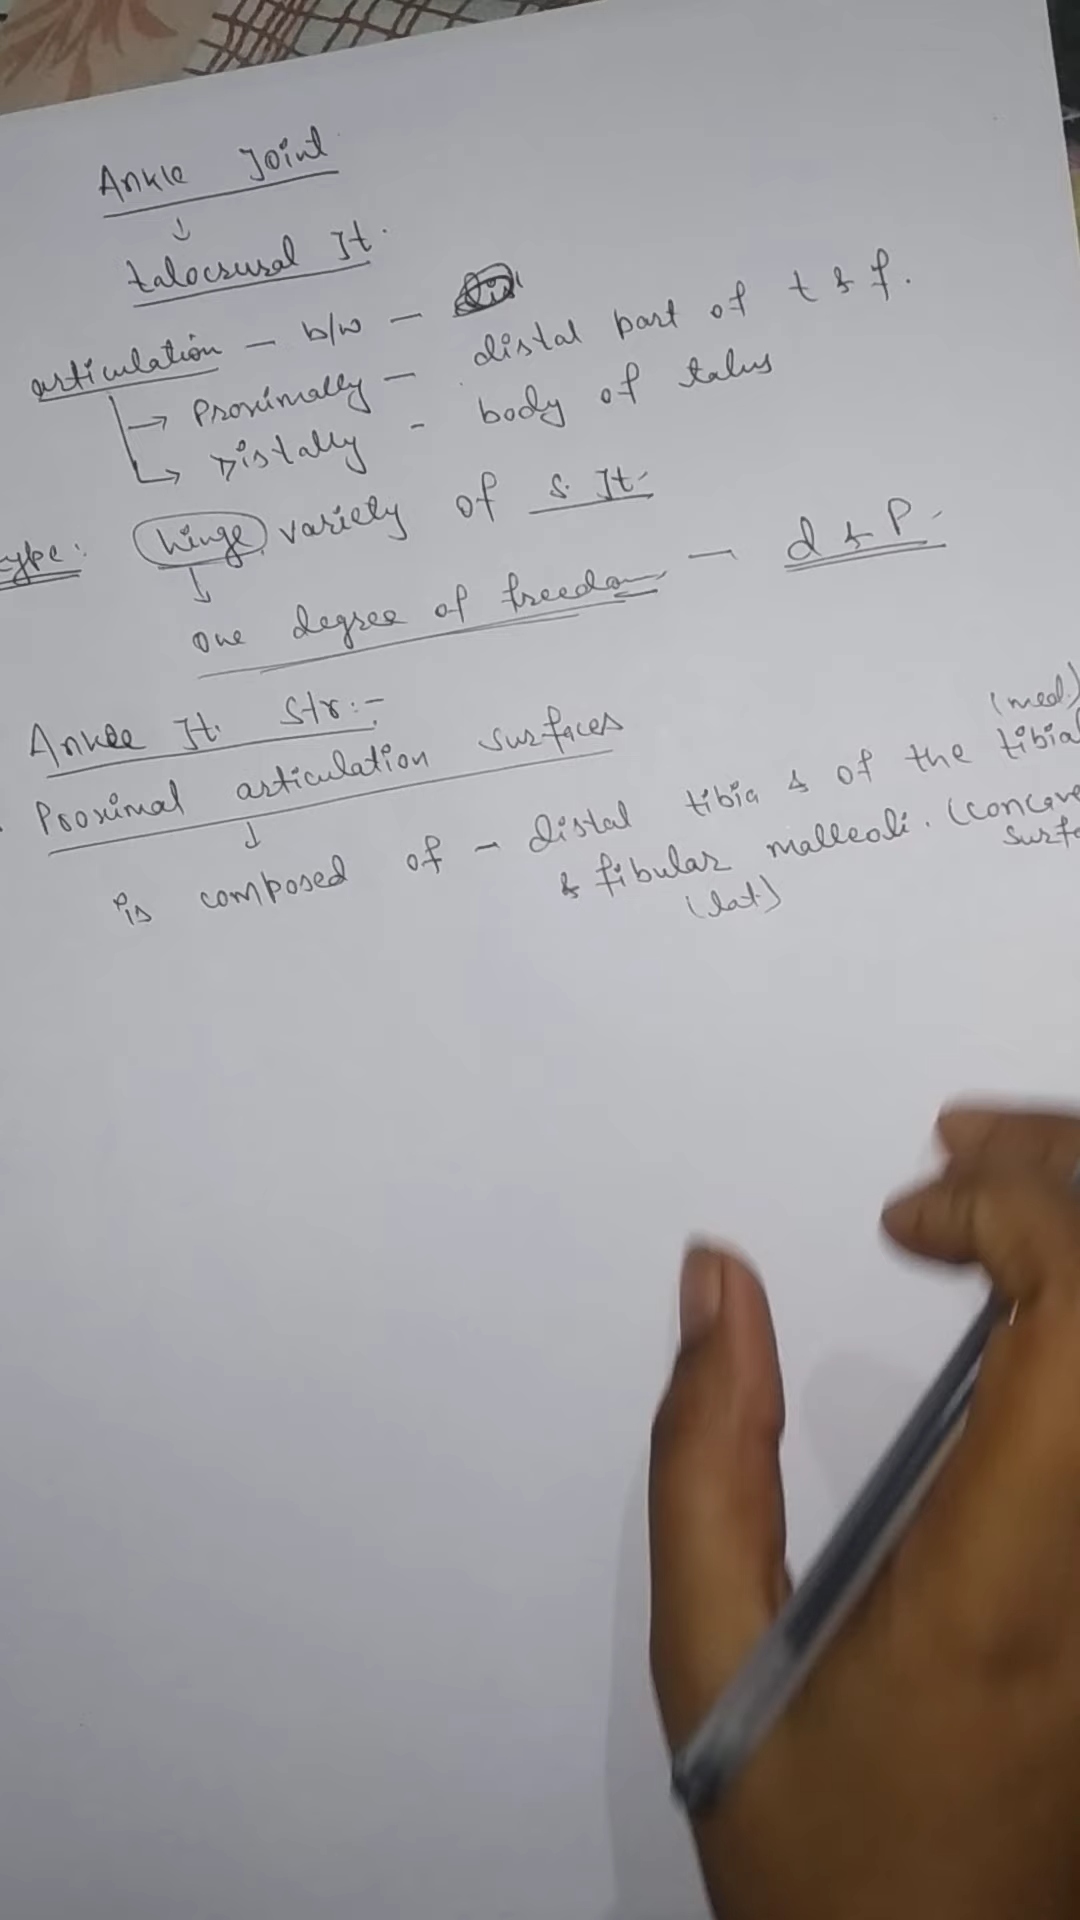 Ankle Joint
talocrural Jt.
articulation - b/w -
→ Proximally - distal part of t & f.
→ Distally - body of talus
ype: hinge variety of s. Jt.
one degree of freedom - d & P.
Ankle Jt. Str:-
Proximal articulation surfaces
(med.)
is composed of - distal tibia & of the tibia
& fibular malleoli. (concave
(lat) surfa